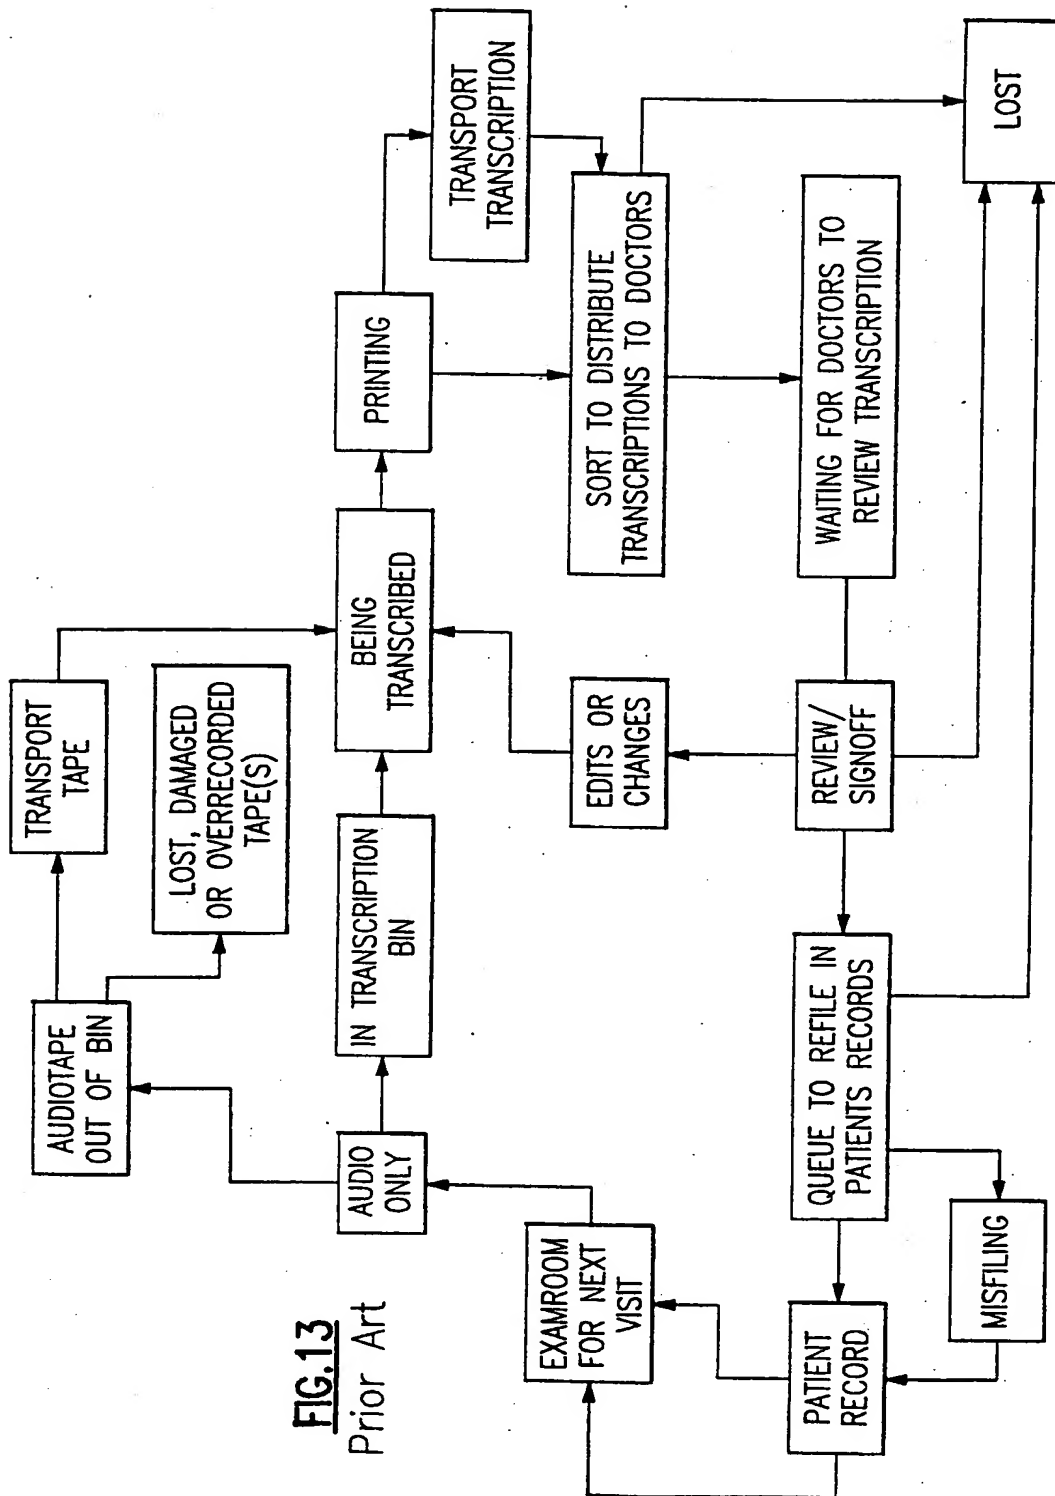 FIG.13
Prior Art
AUDIOTAPE
OUT OF BIN
TRANSPORT
TAPE
LOST, DAMAGED
OR OVERRECORDED
TAPE(S)
AUDIO
ONLY
IN TRANSCRIPTION
BIN
BEING
TRANSCRIBED
PRINTING
TRANSPORT
TRANSCRIPTION
EXAMROOM
FOR NEXT
VISIT
EDITS OR
CHANGES
SORT TO DISTRIBUTE
TRANSCRIPTIONS TO DOCTORS
PATIENT
RECORD
QUEUE TO REFILE IN
PATIENTS RECORDS
REVIEW/
SIGNOFF
WAITING FOR DOCTORS TO
REVIEW TRANSCRIPTION
MISFILING
LOST